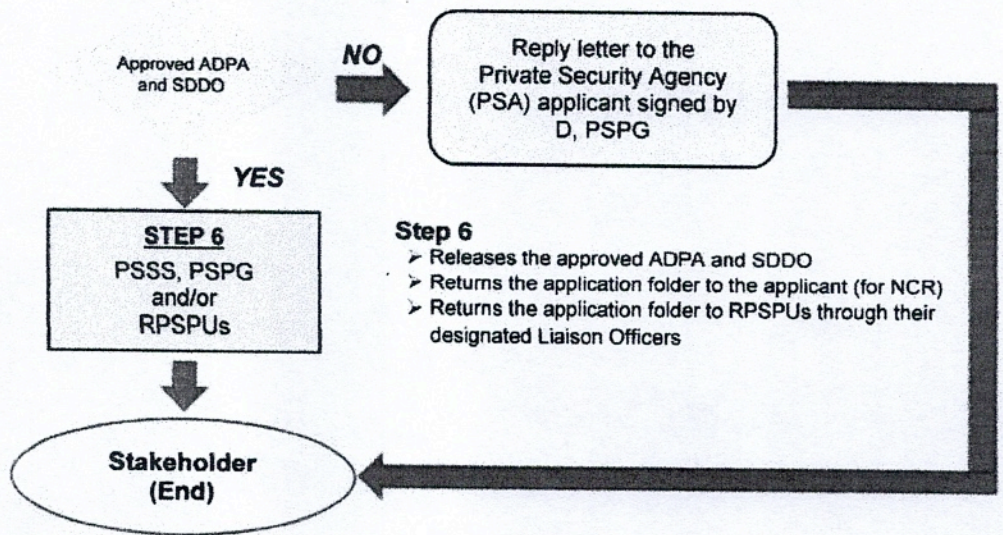 Approved ADPA
and SDDO
NO
Reply letter to the
Private Security Agency
(PSA) applicant signed by
D, PSPG
YES
STEP 6
PSSS, PSPG
and/or
RPSPUs
Step 6
➤ Releases the approved ADPA and SDDO
➤ Returns the application folder to the applicant (for NCR)
➤ Returns the application folder to RPSPUs through their
designated Liaison Officers
Stakeholder
(End)